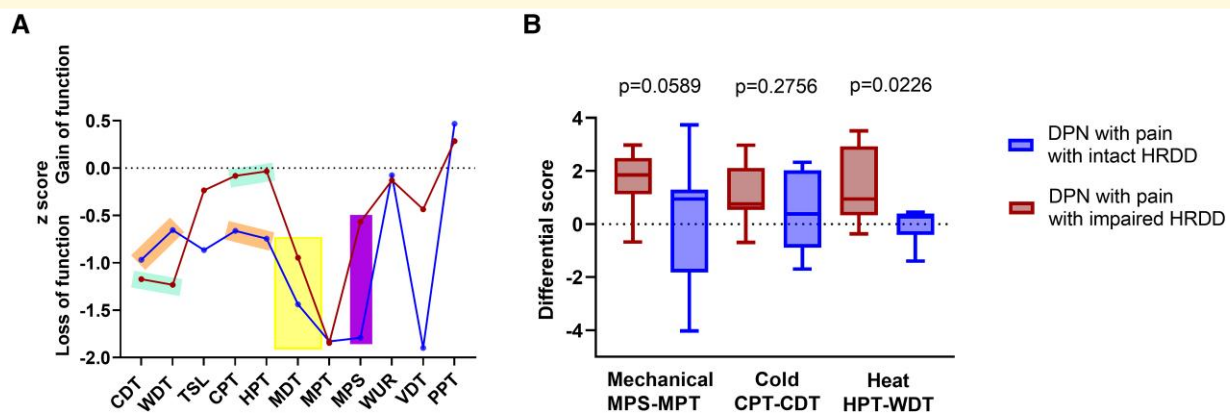 A
z score
Loss of function Gain of function
0.5
0.0
-0.5
-1.0
-1.5
-2.0
CDT
WDT
TSL
CPT
HPT
MDT
MPT
MPS
WUR
VDT
PPT
B
p=0.0589 p=0.2756 p=0.0226
Differential score
4
2
0
-2
-4
Mechanical Cold Heat
MPS-MPT CPT-CDT HPT-WDT
DPN with pain
with intact HRDD
DPN with pain
with impaired HRDD